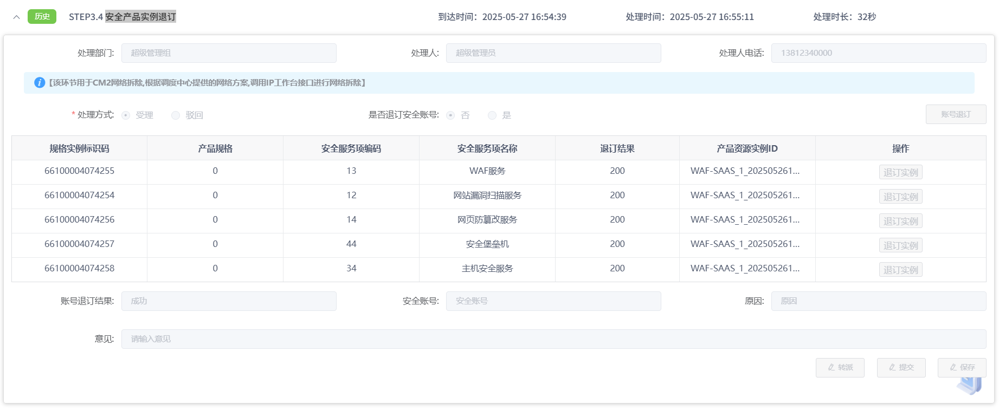 历史 STEP3.4 安全产品实例退订 到达时间：2025-05-27 16:54:39 处理时间：2025-05-27 16:55:11 处理时长：32秒
处理部门: 超级管理组 处理人: 超级管理员 处理人电话: 13812340000
【该环节用于CM2网络拆除,根据调度中心提供的网络方案,调用IP工作台接口进行网络拆除】
* 处理方式: 受理 驳回 是否退订安全账号: 否 是 账号退订
规格实例标识码 产品规格 安全服务项编码 安全服务项名称 退订结果 产品资源实例ID 操作
66100004074255 0 13 WAF服务 200 WAF-SAAS_1_202505261... 退订实例
66100004074254 0 12 网站漏洞扫描服务 200 WAF-SAAS_1_202505261... 退订实例
66100004074256 0 14 网页防篡改服务 200 WAF-SAAS_1_202505261... 退订实例
66100004074257 0 44 安全堡垒机 200 WAF-SAAS_1_202505261... 退订实例
66100004074258 0 34 主机安全服务 200 WAF-SAAS_1_202505261... 退订实例
账号退订结果: 成功 安全账号: 安全账号 原因: 原因
意见: 请输入意见
转派 提交 保存